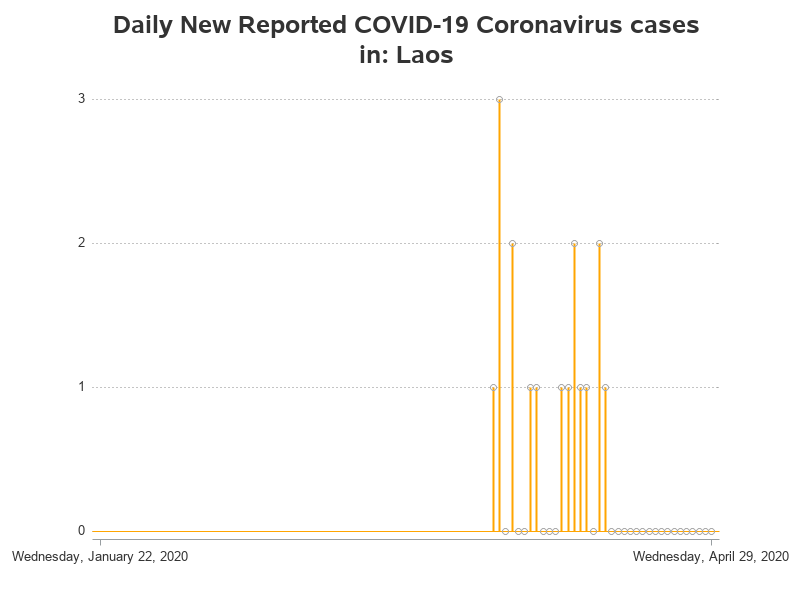 Daily New Reported COVID-19 Coronavirus cases
in: Laos
3
2
1
0
Wednesday, January 22, 2020
Wednesday, April 29, 2020